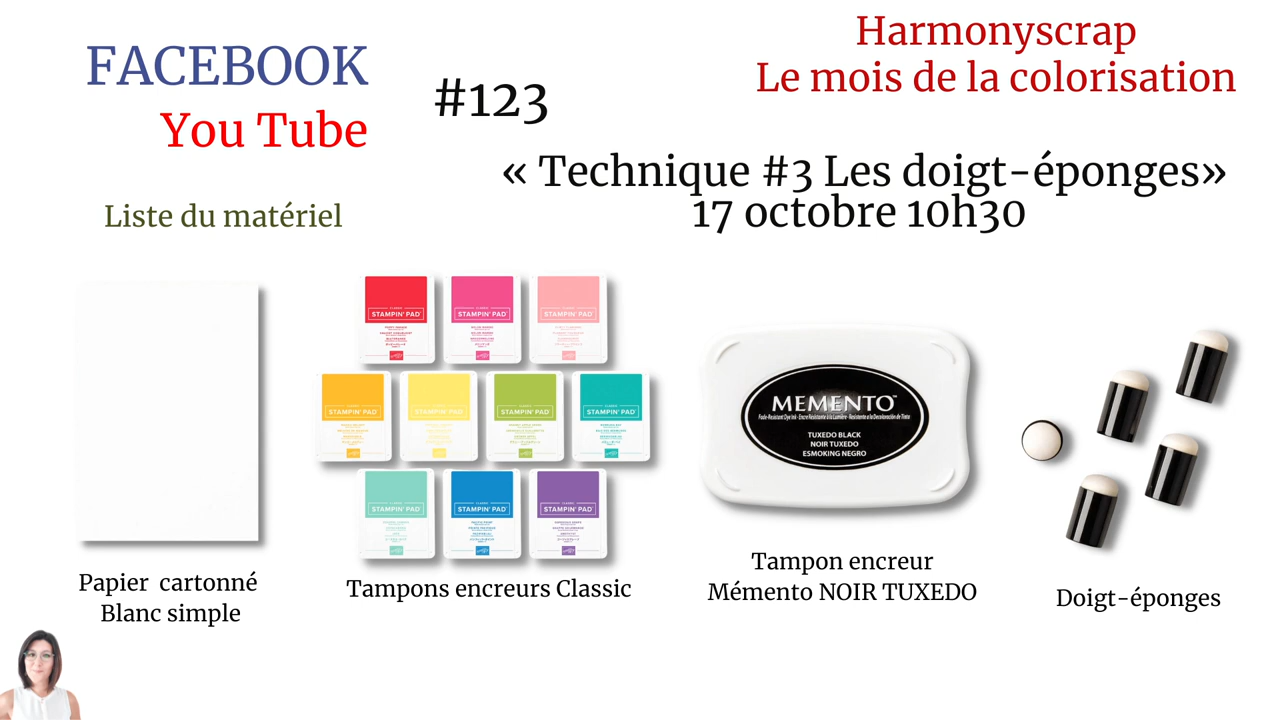 FACEBOOK
You Tube
#123
Harmonyscrap
Le mois de la colorisation
« Technique #3 Les doigt-éponges»
17 octobre 10h30
Liste du matériel
STAMPIN' PAD
STAMPIN' PAD
STAMPIN' PAD
STAMPIN' PAD
STAMPIN' PAD
STAMPIN' PAD
STAMPIN' PAD
STAMPIN' PAD
STAMPIN' PAD
STAMPIN' PAD
MEMENTO™
TUXEDO BLACK
NOIR TUXEDO
ESMOKING NEGRO
Papier cartonné
Blanc simple
Tampons encreurs Classic
Tampon encreur
Mémento NOIR TUXEDO
Doigt-éponges